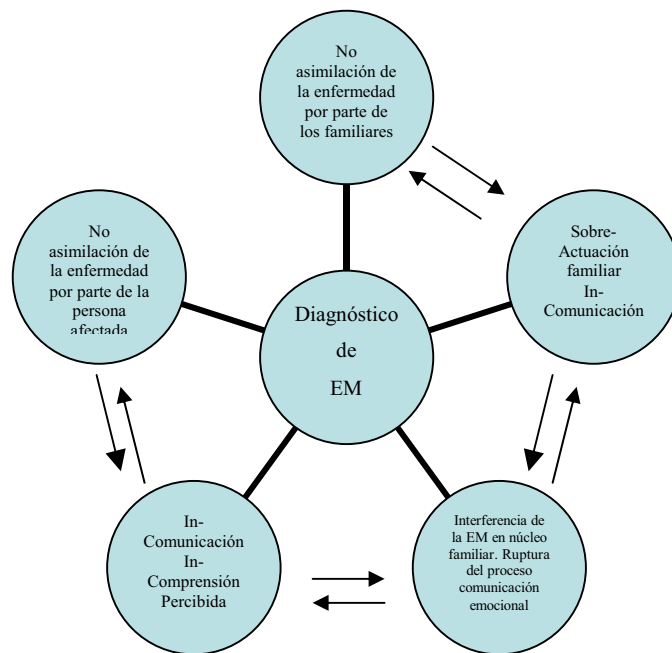 No
asimilación de
la enfermedad
por parte de
los familiares
No
asimilación de
la enfermedad
por parte de la
persona
afectada
Sobre-
Actuación
familiar
In-
Comunicación
Diagnóstico
de
EM
In-
Comunicación
In-
Comprensión
Percibida
Interferencia de
la EM en núcleo
familiar. Ruptura
del proceso
comunicación
emocional